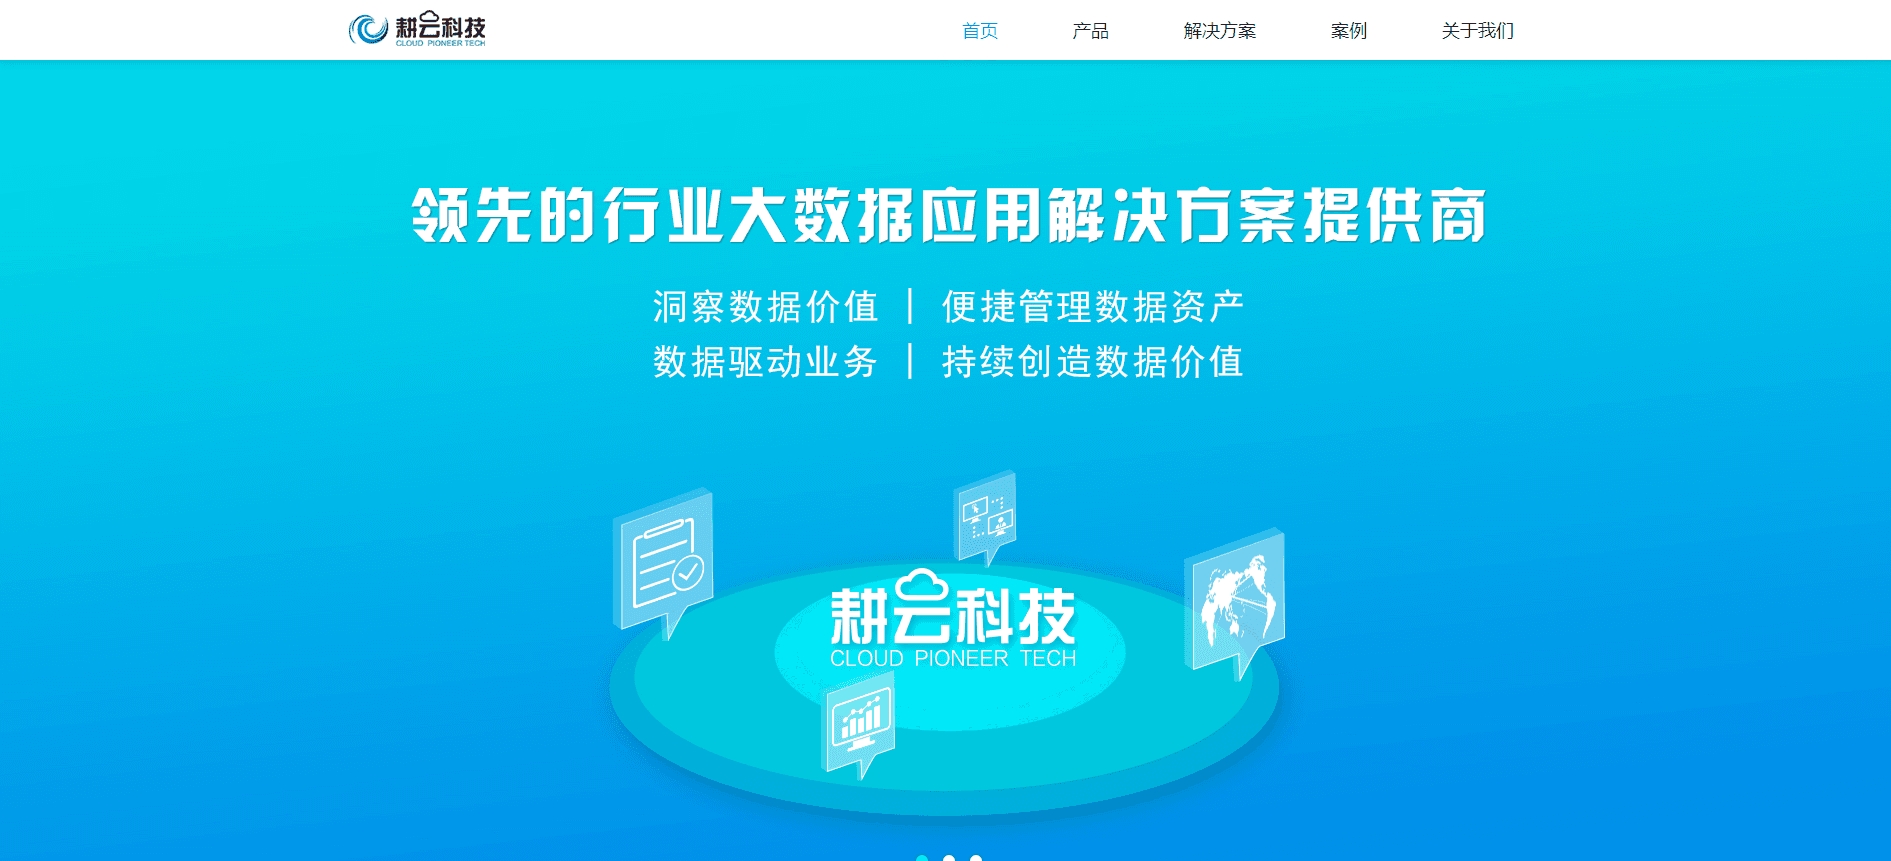 耕云科技
CLOUD PIONEER TECH
首页 产品 解决方案 案例 关于我们
领先的行业大数据应用解决方案提供商
洞察数据价值 | 便捷管理数据资产
数据驱动业务 | 持续创造数据价值
耕云科技
CLOUD PIONEER TECH